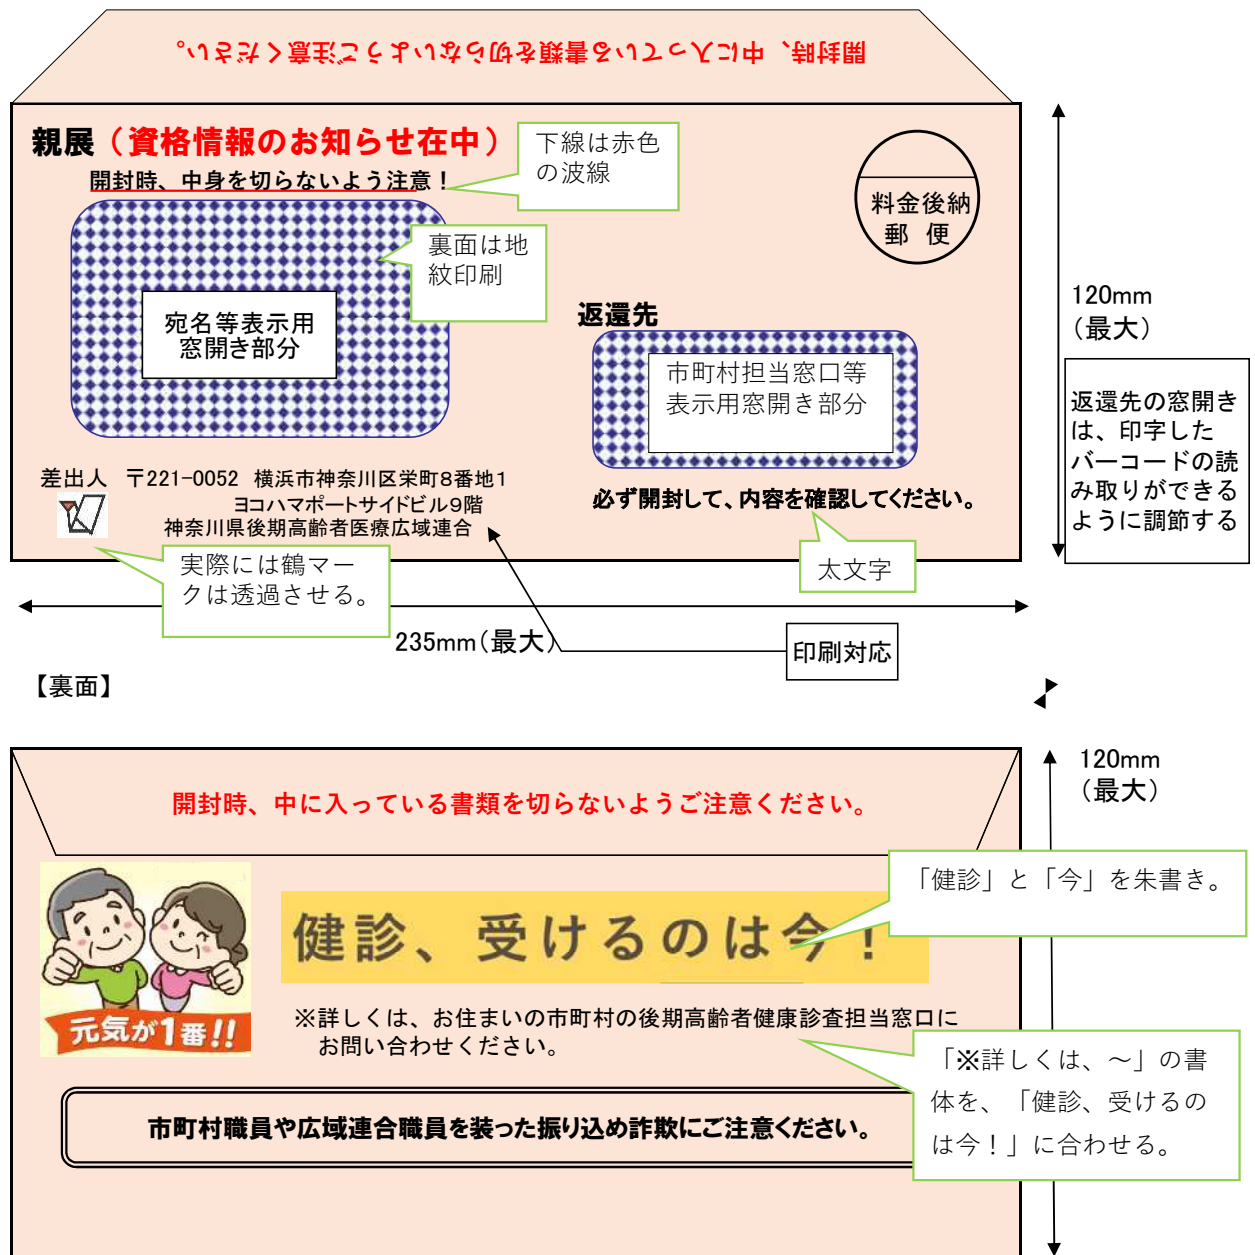 開封時、中に入っている書類を切らないようご注意ください。
親展（資格情報のお知らせ在中）
開封時、中身を切らないよう注意！
下線は赤色
の波線
裏面は地
紋印刷
宛名等表示用
窓開き部分
料金後納
郵 便
返還先
市町村担当窓口等
表示用窓開き部分
必ず開封して、内容を確認してください。
太文字
差出人 〒221-0052 横浜市神奈川区栄町8番地1
ヨコハマポートサイドビル9階
神奈川県後期高齢者医療広域連合
実際には鶴マー
クは透過させる。
120mm
（最大）
返還先の窓開き
は、印字した
バーコードの読
み取りができる
ように調節する
235mm（最大）
印刷対応
【裏面】
120mm
（最大）
開封時、中に入っている書類を切らないようご注意ください。
「健診」と「今」を朱書き。
健診、受けるのは今！
元気が1番!!
※詳しくは、お住まいの市町村の後期高齢者健康診査担当窓口に
お問い合わせください。
「※詳しくは、～」の書
体を、「健診、受けるの
は今！」に合わせる。
市町村職員や広域連合職員を装った振り込め詐欺にご注意ください。